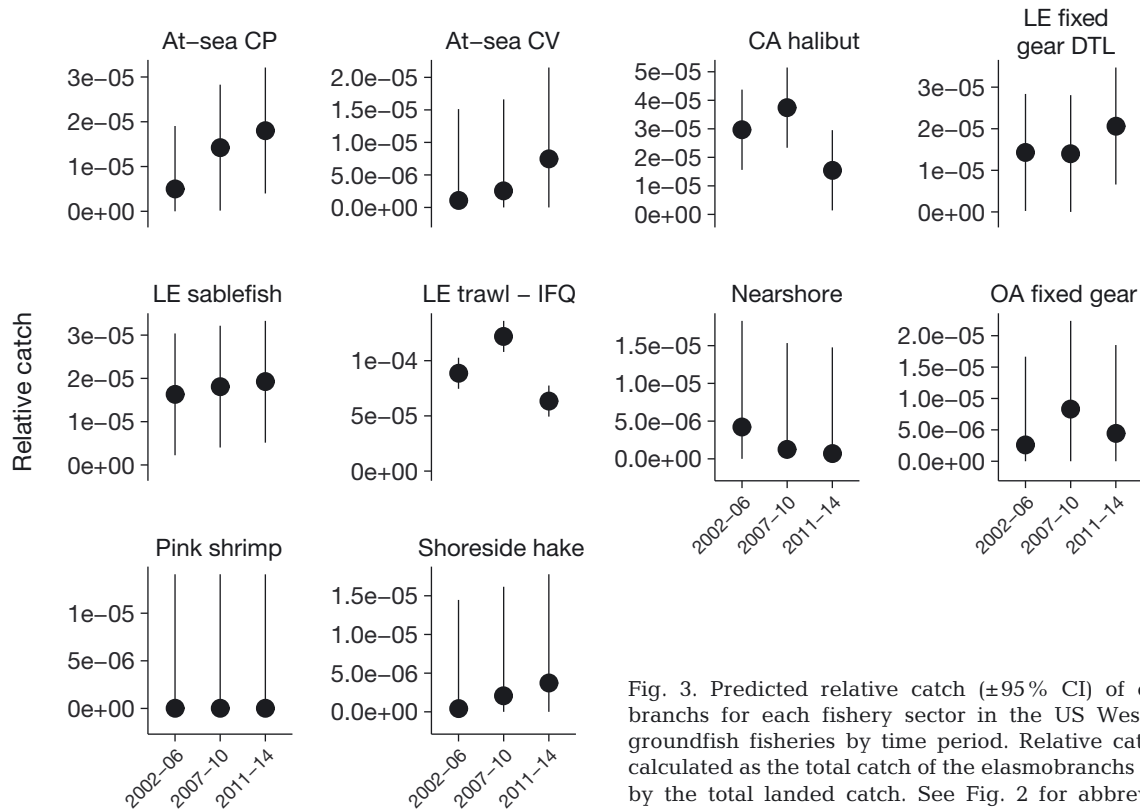 At−sea CP
3e−05
2e−05
1e−05
0e+00
At−sea CV
2.0e−05
1.5e−05
1.0e−05
5.0e−06
0.0e+00
CA halibut
5e−05
4e−05
3e−05
2e−05
1e−05
0e+00
LE fixed
gear DTL
3e−05
2e−05
1e−05
0e+00
Relative catch
LE sablefish
3e−05
2e−05
1e−05
0e+00
LE trawl − IFQ
1e−04
5e−05
0e+00
Nearshore
1.5e−05
1.0e−05
5.0e−06
0.0e+00
2002−06
2007−10
2011−14
OA fixed gear
2.0e−05
1.5e−05
1.0e−05
5.0e−06
0.0e+00
2002−06
2007−10
2011−14
Pink shrimp
1e−05
5e−06
0e+00
2002−06
2007−10
2011−14
Shoreside hake
1.5e−05
1.0e−05
5.0e−06
0.0e+00
2002−06
2007−10
2011−14
Fig. 3. Predicted relative catch (±95% CI) of
branchs for each fishery sector in the US Wes
groundfish fisheries by time period. Relative cat
calculated as the total catch of the elasmobranchs
by the total landed catch. See Fig. 2 for abbrev